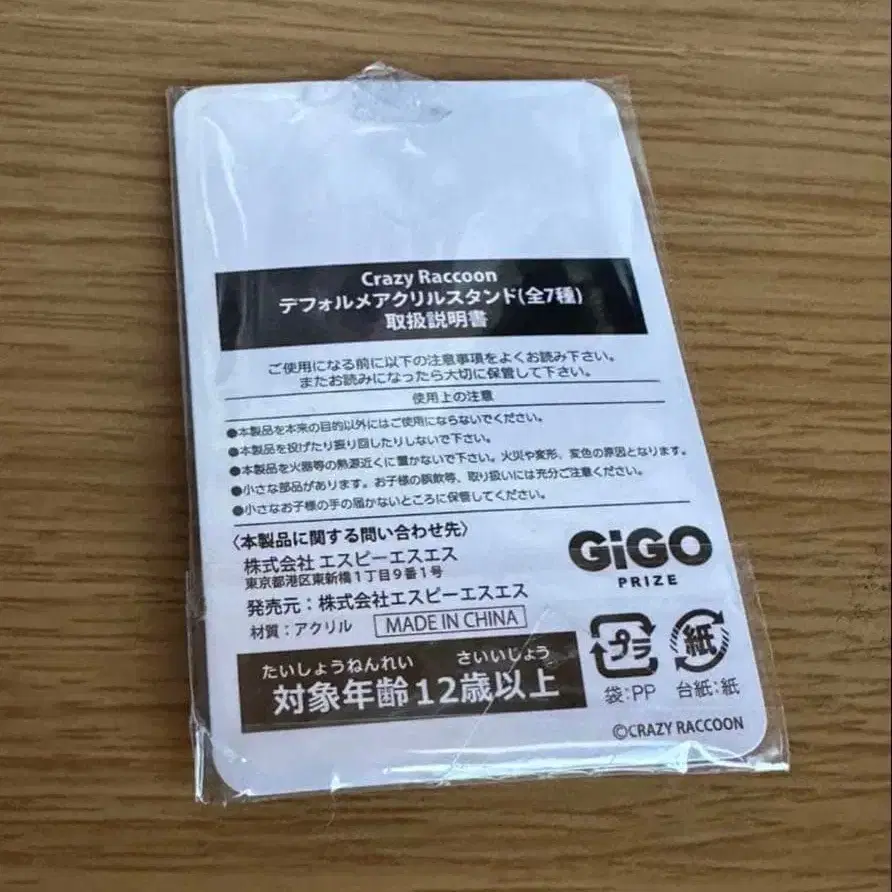 Crazy Raccoon
デフォルメアクリルスタンド(全7種)
取扱説明書
ご使用になる前に以下の注意事項をよくお読み下さい。
またお読みになったら大切に保管して下さい。
使用上の注意
●本製品を本来の目的以外にはご使用にならないでください。
●本製品を投げたり振り回したりしないで下さい。
●本製品を火器等の熱源近くに置かないで下さい。火災や変形、変色の原因となります。
●小さな部品があります。お子様の誤飲等、取り扱いには充分ご注意ください。
●小さなお子様の手の届かないところに保管してください。
〈本製品に関する問い合わせ先〉
株式会社 エスピーエスエス
東京都港区東新橋1丁目9番1号
発売元：株式会社エスピーエスエス
材質：アクリル MADE IN CHINA
GiGO
PRIZE
たいしょうねんれい さいいじょう
対象年齢12歳以上
プラ 紙
袋:PP 台紙:紙
©CRAZY RACCOON